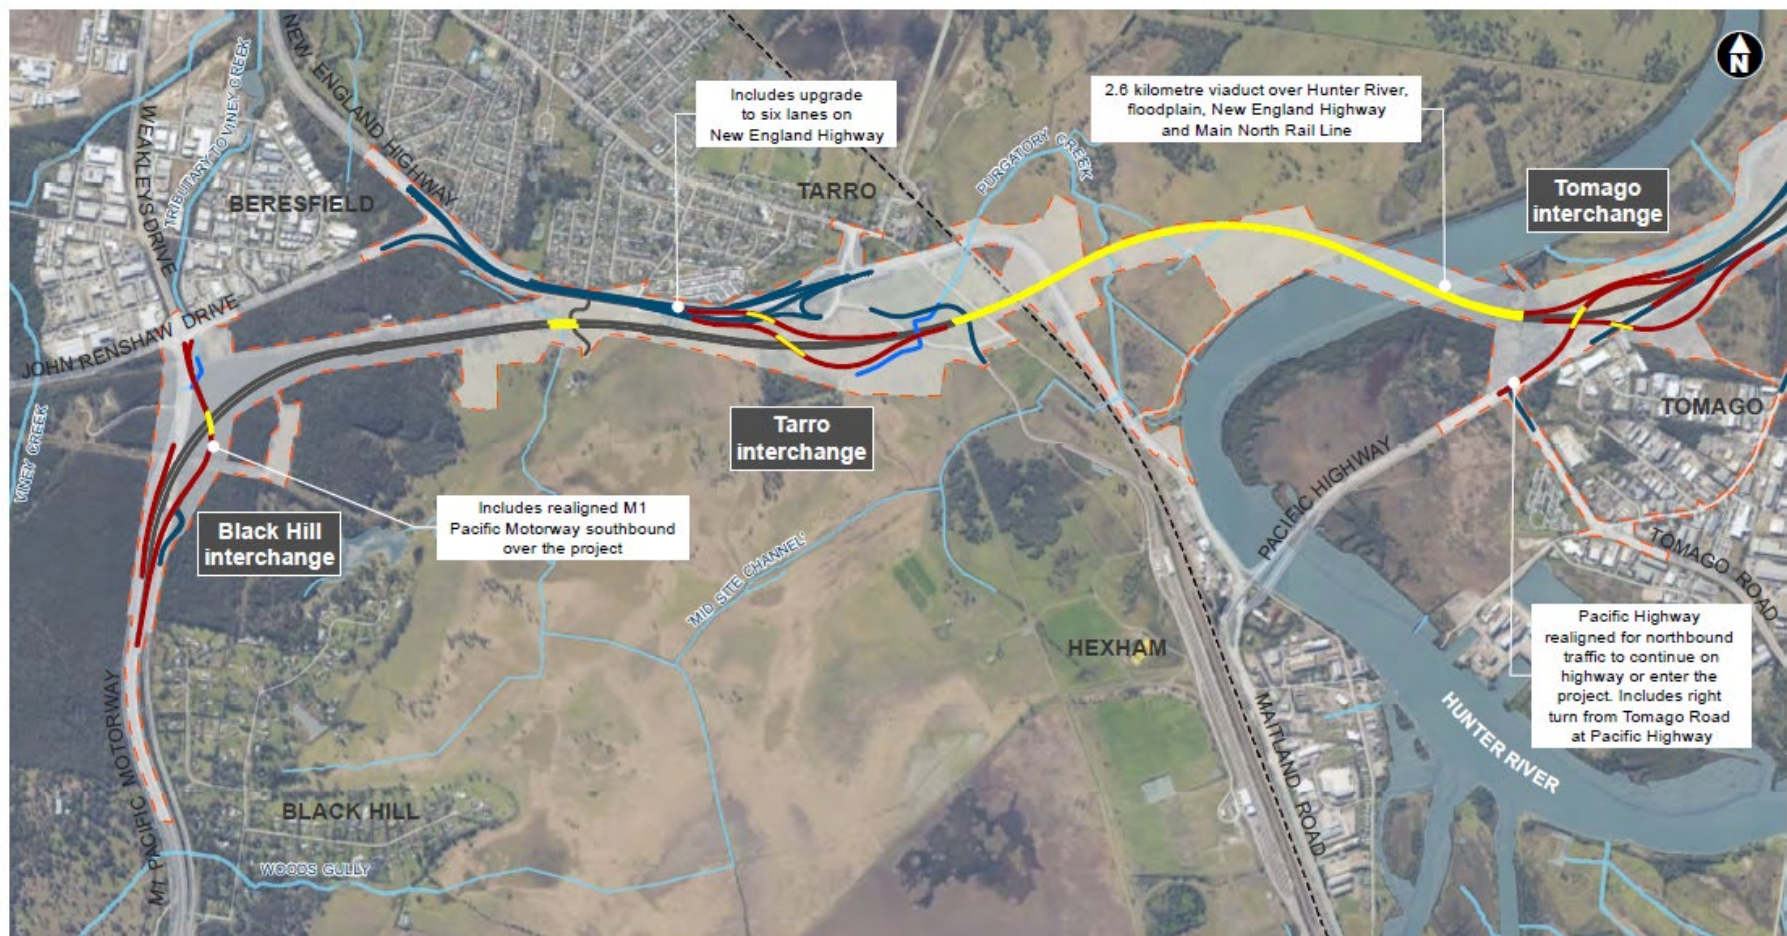 NEW ENGLAND HIGHWAY
WEAKLEYS DRIVE
TRIBUTARY TO VINEY CREEK
BERESFIELD
Includes upgrade
to six lanes on
New England Highway
TARRO
PURGATORY CREEK
2.6 kilometre viaduct over Hunter River,
floodplain, New England Highway
and Main North Rail Line
N
Tomago
interchange
JOHN RENSHAW DRIVE
VINEY CREEK
Tarro
interchange
TOMAGO
PACIFIC HIGHWAY
Includes realigned M1
Pacific Motorway southbound
over the project
Black Hill
interchange
'MID SITE CHANNEL'
TOMAGO ROAD
HEXHAM
Pacific Highway
realigned for northbound
traffic to continue on
highway or enter the
project. Includes right
turn from Tomago Road
at Pacific Highway
M1 PACIFIC MOTORWAY
MAITLAND ROAD
HUNTER RIVER
BLACK HILL
WOODS GULLY